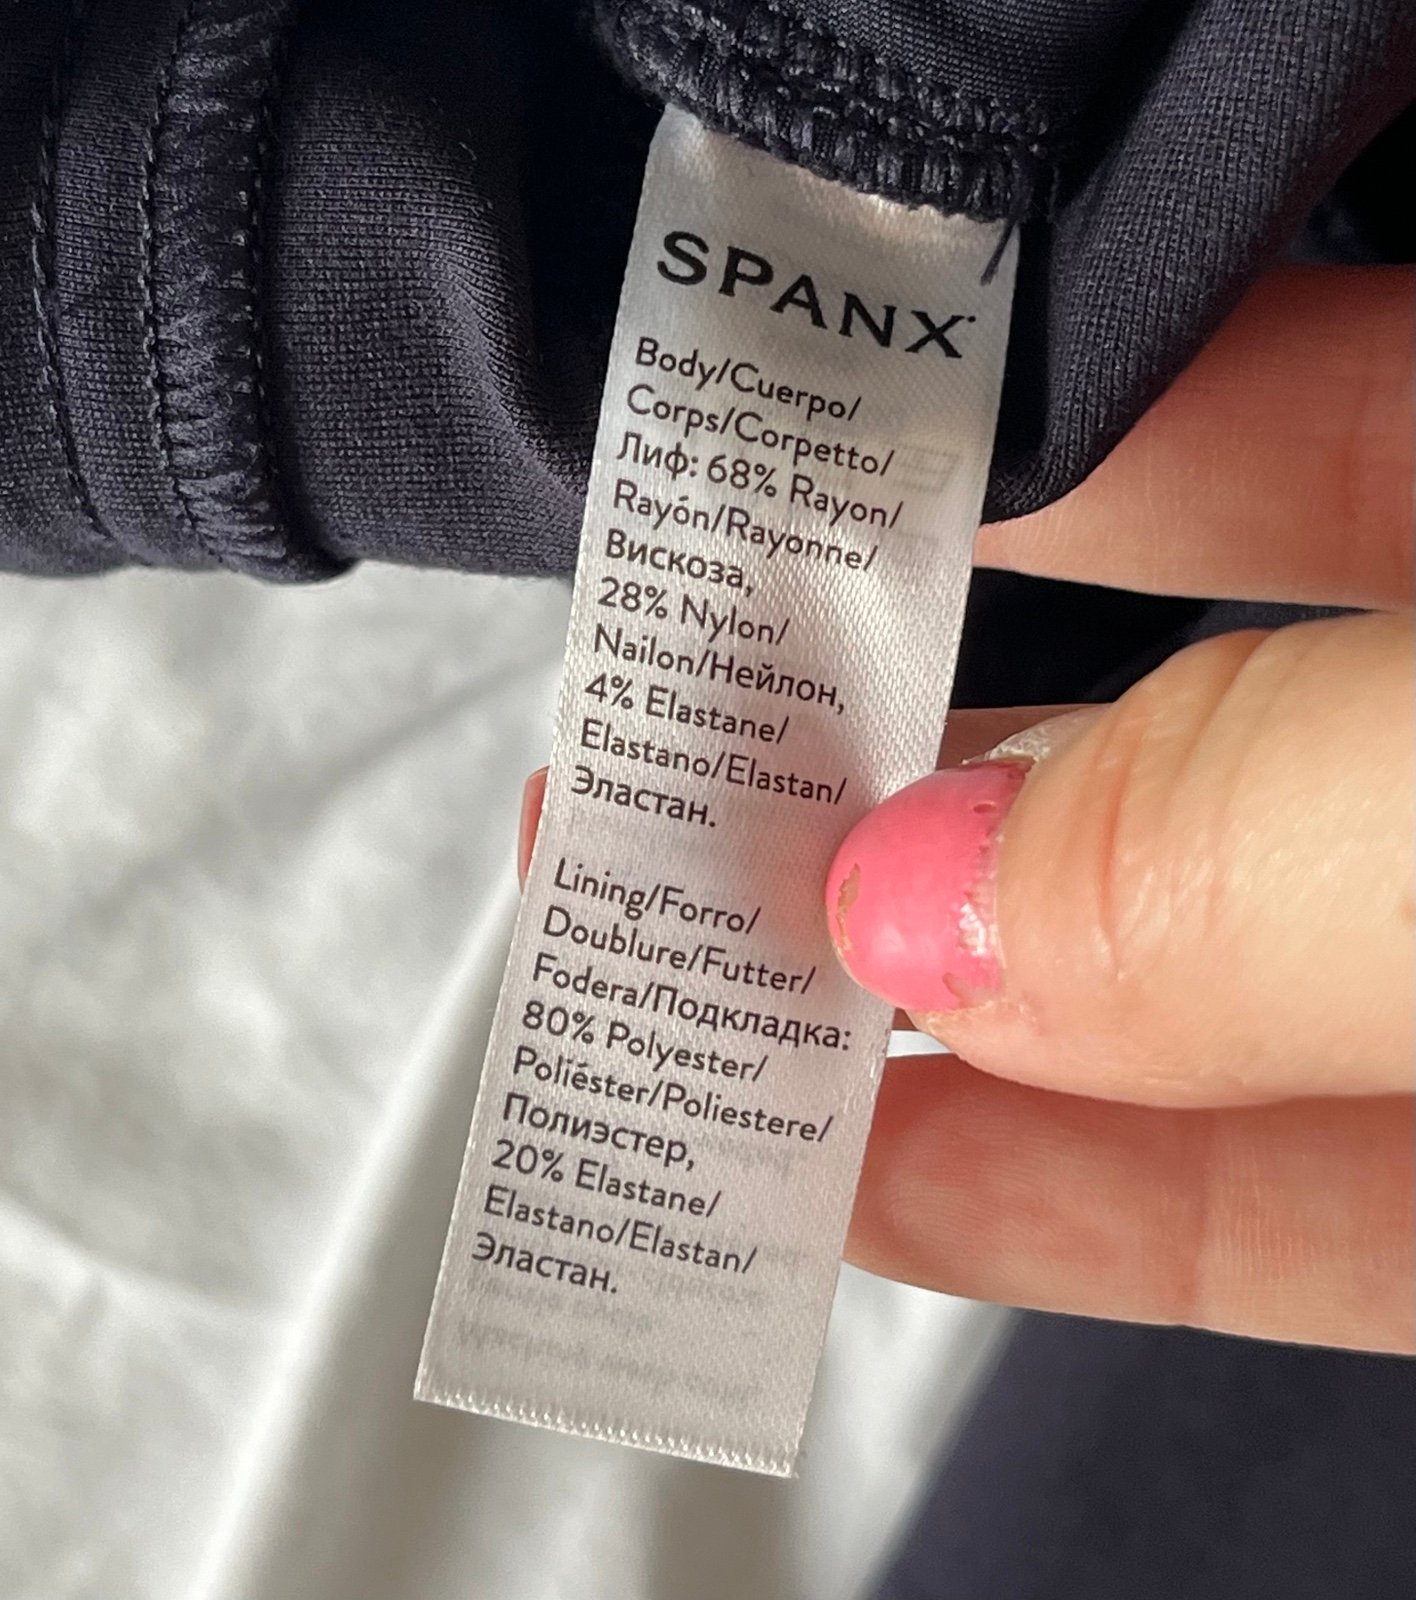 SPANX
Body/Cuerpo/
Corps/Corpetto/
Лиф: 68% Rayon/
Rayón/Rayonne/
Вискоза,
28% Nylon/
Nailon/Нейлон,
4% Elastane/
Elastano/Elastan/
Эластан.
Lining/Forro/
Doublure/Futter/
Fodera/Подкладка:
80% Polyester/
Poliéster/Poliestere/
Полиэстер,
20% Elastane/
Elastano/Elastan/
Эластан.